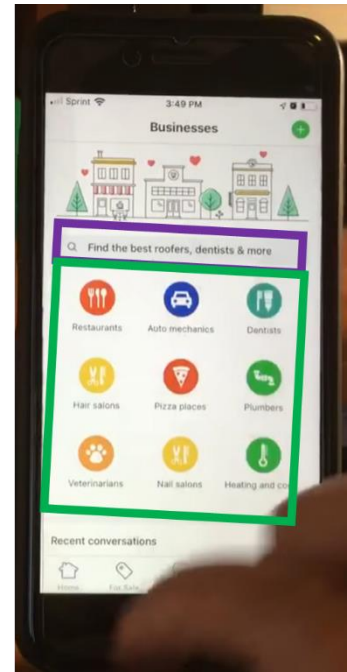 Sprint 3:49 PM
Businesses
Find the best roofers, dentists & more
Restaurants Auto mechanics Dentists
Hair salons Pizza places Plumbers
Veterinarians Nail salons Heating and
Recent conversations
Home For Sale